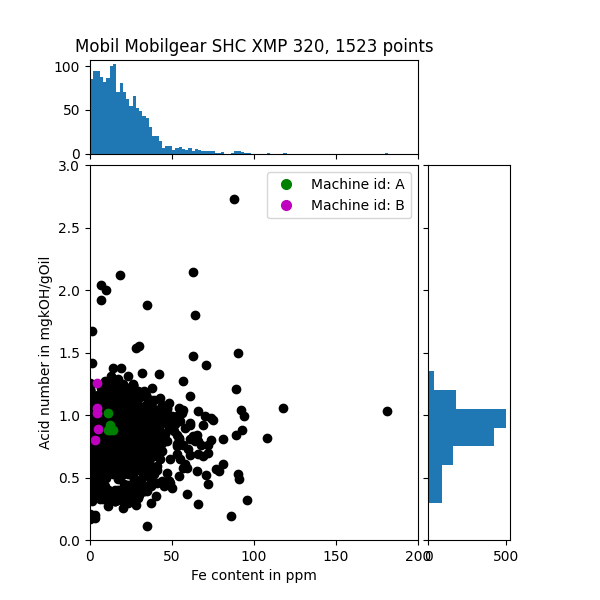 Mobil Mobilgear SHC XMP 320, 1523 points
100
50
0
3.0
2.5
2.0
1.5
1.0
0.5
0.0
Acid number in mgkOH/gOil
Machine id: A
Machine id: B
0 50 100 150 200
0 500
Fe content in ppm